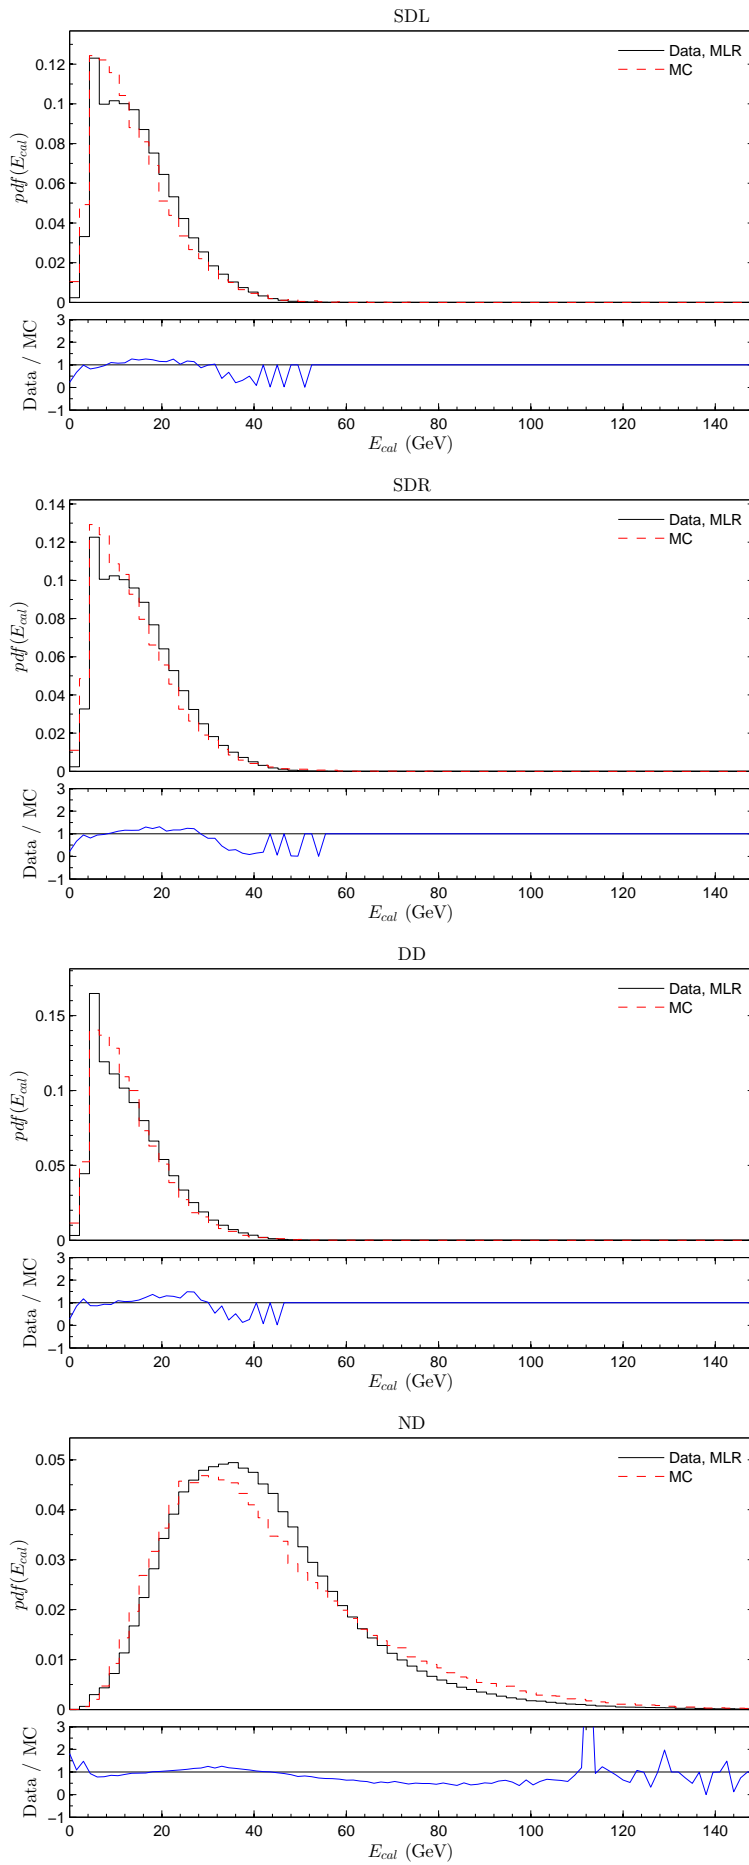 SDL
Data, MLR
MC
pdf(E_cal)
0.12
0.1
0.08
0.06
0.04
0.02
0
Data / MC
3
2
1
0
−1
0 20 40 60 80 100 120 140
E_cal (GeV)
SDR
Data, MLR
MC
pdf(E_cal)
0.14
0.12
0.1
0.08
0.06
0.04
0.02
0
Data / MC
3
2
1
0
−1
0 20 40 60 80 100 120 140
E_cal (GeV)
DD
Data, MLR
MC
pdf(E_cal)
0.15
0.1
0.05
0
Data / MC
3
2
1
0
−1
0 20 40 60 80 100 120 140
E_cal (GeV)
ND
Data, MLR
MC
pdf(E_cal)
0.05
0.04
0.03
0.02
0.01
0
Data / MC
3
2
1
0
−1
0 20 40 60 80 100 120 140
E_cal (GeV)